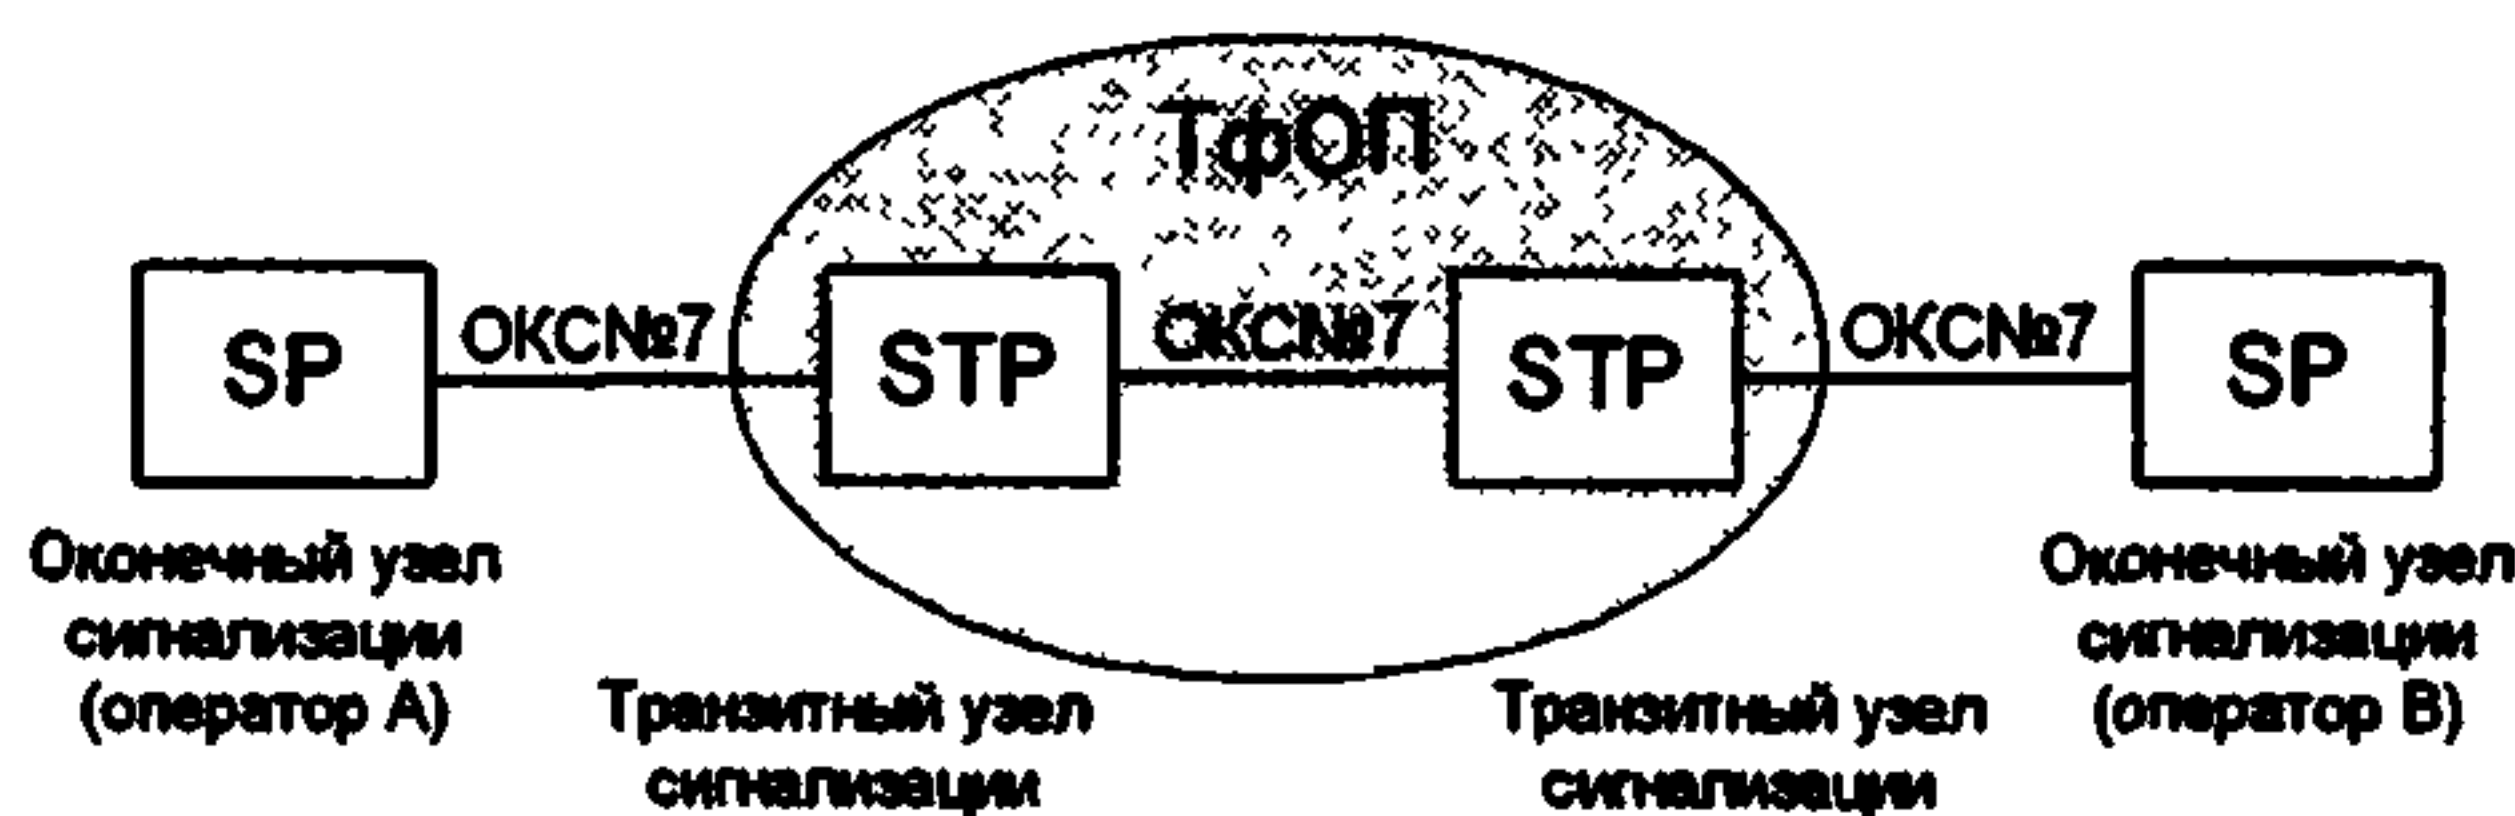 ТфОП
SP
ОКС№7
STP
ОКС№7
STP
ОКС№7
SP
Оконечный узел
сигнализации
(оператор А)
Транзитный узел
сигнализации
Транзитный узел
сигнализации
Оконечный узел
сигнализации
(оператор В)